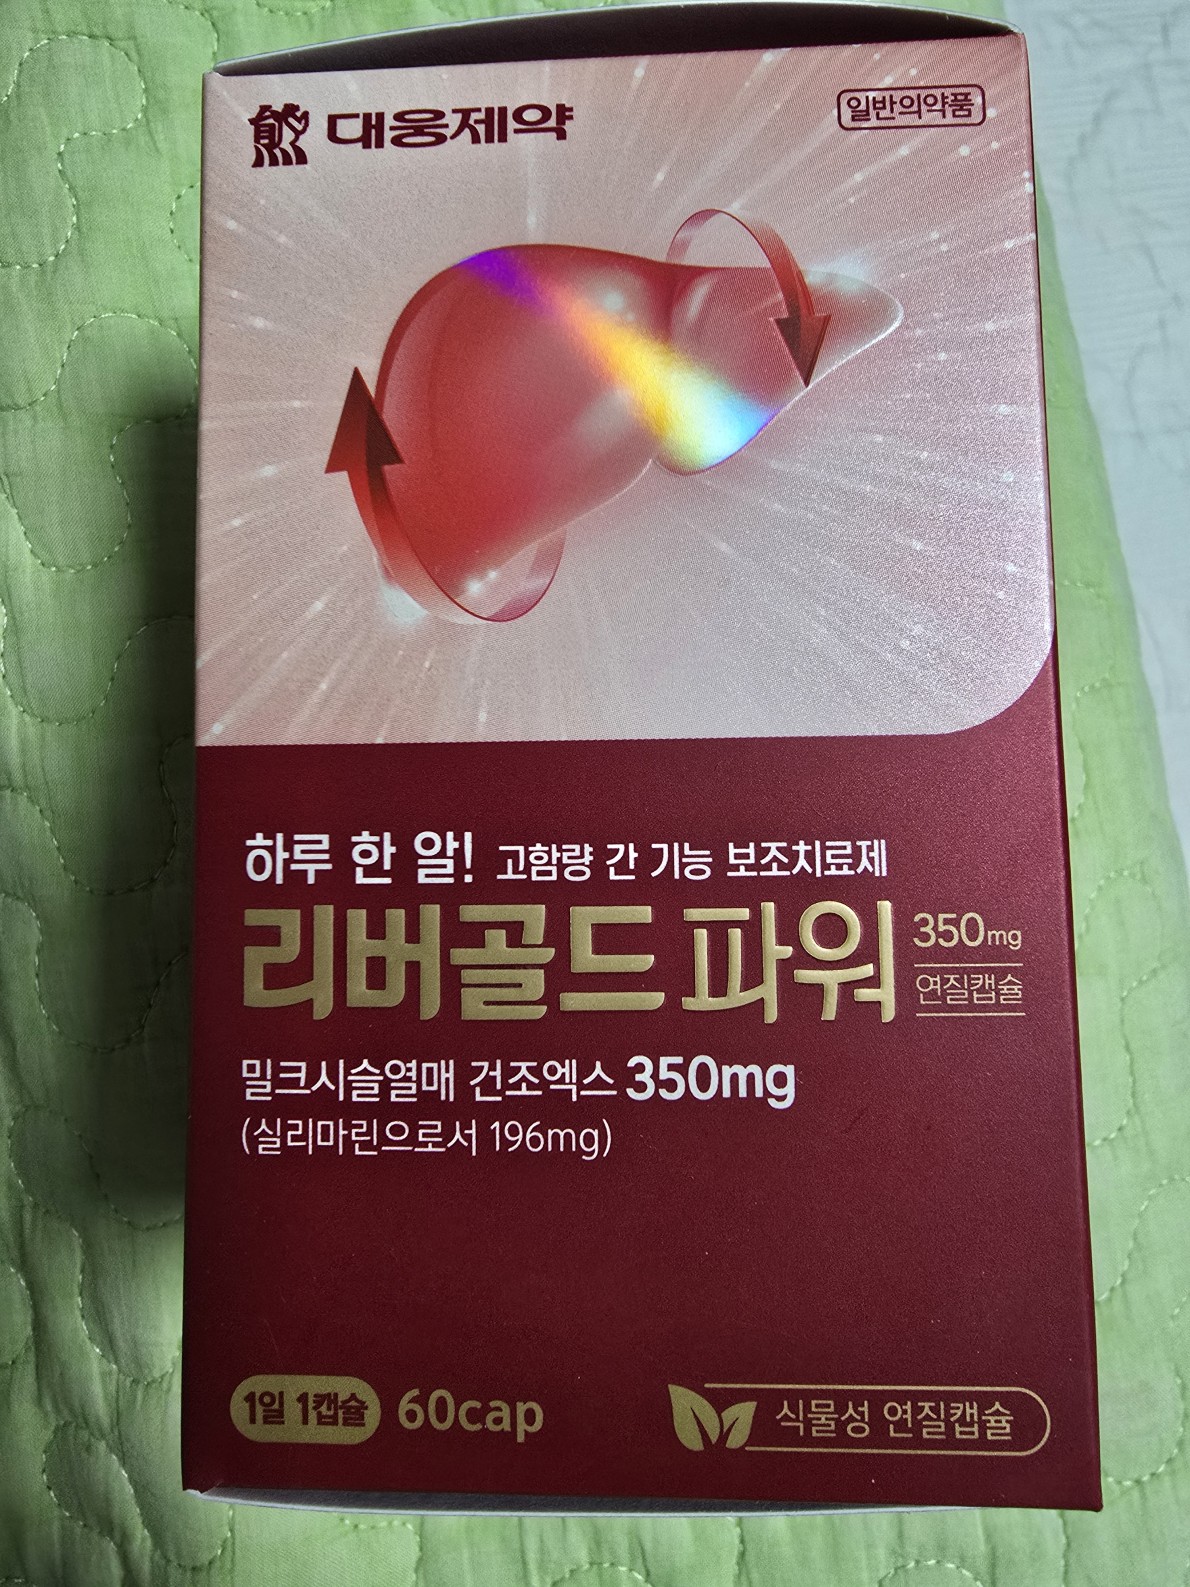 대웅제약
일반의약품
하루 한 알! 고함량 간 기능 보조치료제
리버골드 파워 350mg
연질캡슐
밀크시슬열매 건조엑스 350mg
(실리마린으로서 196mg)
1일 1캡슐 60cap
식물성 연질캡슐